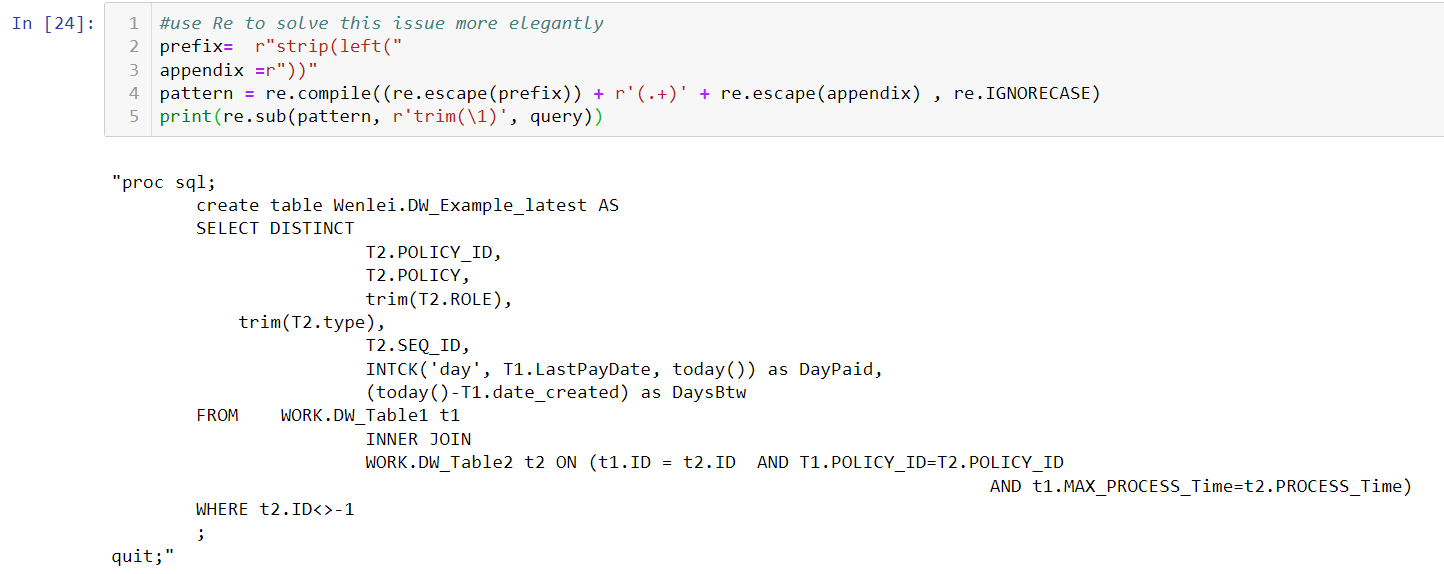 In [24]:
1 #use Re to solve this issue more elegantly
2 prefix=  r"strip(left("
3 appendix =r"))"
4 pattern = re.compile((re.escape(prefix)) + r'(.+)' + re.escape(appendix) , re.IGNORECASE)
5 print(re.sub(pattern, r'trim(\1)', query))
"proc sql;
create table Wenlei.DW_Example_latest AS
SELECT DISTINCT
T2.POLICY_ID,
T2.POLICY,
trim(T2.ROLE),
trim(T2.type),
T2.SEQ_ID,
INTCK('day', T1.LastPayDate, today()) as DayPaid,
(today()-T1.date_created) as DaysBtw
FROM    WORK.DW_Table1 t1
INNER JOIN
WORK.DW_Table2 t2 ON (t1.ID = t2.ID  AND T1.POLICY_ID=T2.POLICY_ID
AND t1.MAX_PROCESS_Time=t2.PROCESS_Time)
WHERE t2.ID<>-1
;
quit;"